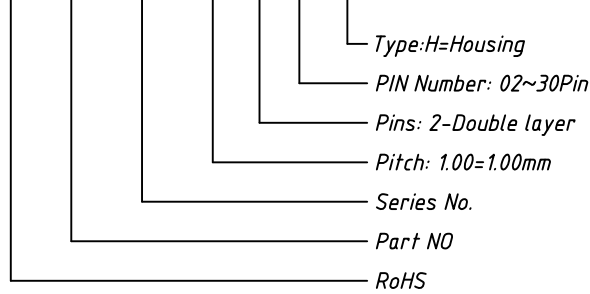 Type:H=Housing
PIN Number: 02~30Pin
Pins: 2-Double layer
Pitch: 1.00=1.00mm
Series No.
Part NO
RoHS